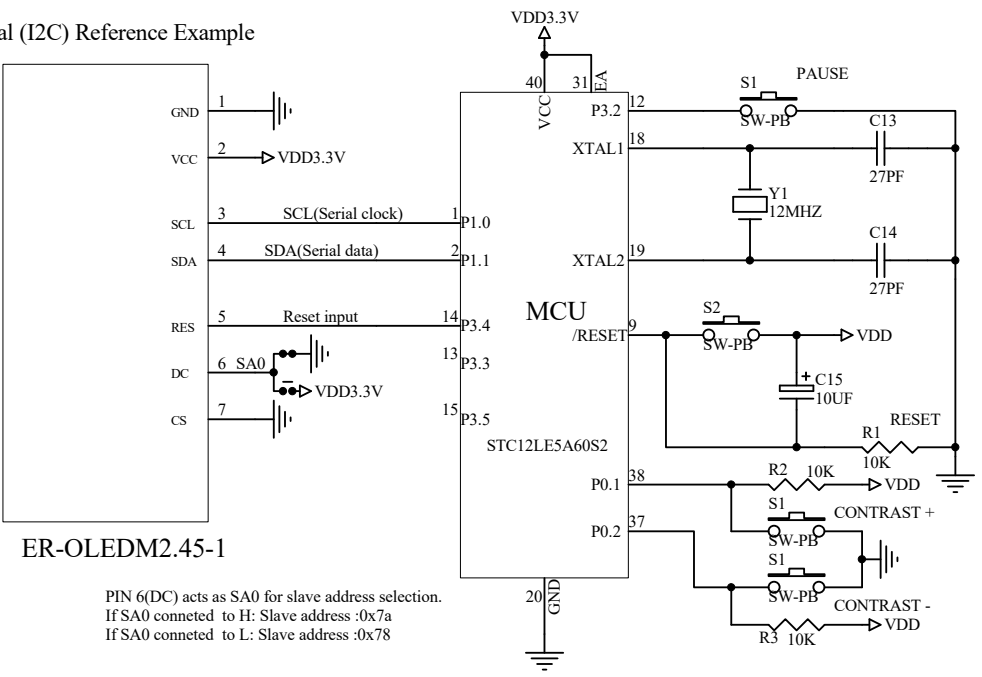 al (I2C) Reference Example
VDD3.3V
40
31
VCC
EA
GND
1
VCC
2
VDD3.3V
SCL
3
SCL(Serial clock)
1
P1.0
SDA
4
SDA(Serial data)
2
P1.1
RES
5
Reset input
14
P3.4
DC
6
SA0
VDD3.3V
13
P3.3
CS
7
15
P3.5
MCU
STC12LE5A60S2
ER-OLEDM2.45-1
P3.2
12
S1
PAUSE
SW-PB
XTAL1
18
C13
27PF
Y1
12MHZ
XTAL2
19
C14
27PF
/RESET
9
S2
SW-PB
VDD
C15
10UF
+
RESET
R1
10K
P0.1
38
R2
10K
VDD
S1
CONTRAST +
SW-PB
P0.2
37
S1
SW-PB
CONTRAST -
R3
10K
VDD
20
GND
PIN 6(DC) acts as SA0 for slave address selection.
If SA0 conneted to H: Slave address :0x7a
If SA0 conneted to L: Slave address :0x78